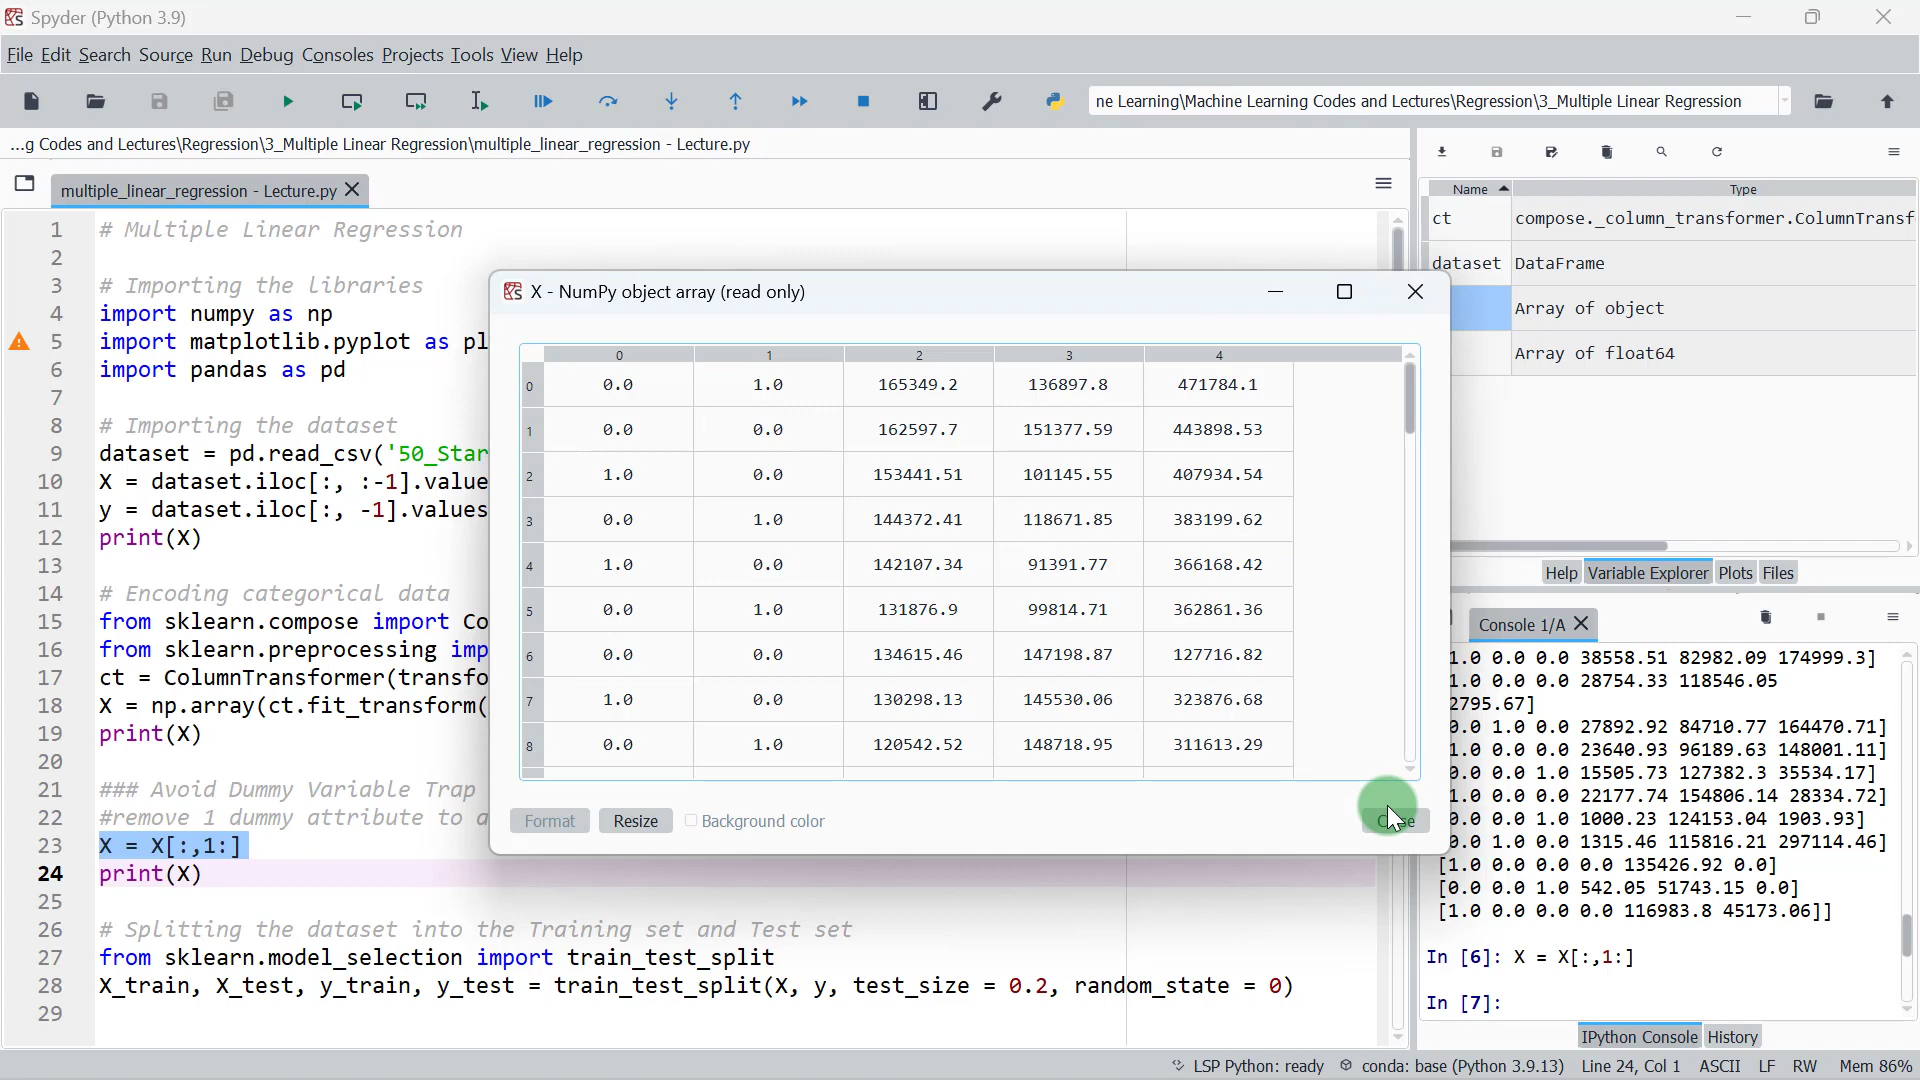 Spyder (Python 3.9)
File Edit Search Source Run Debug Consoles Projects Tools View Help
ne Learning\Machine Learning Codes and Lectures\Regression\3_Multiple Linear Regression
...g Codes and Lectures\Regression\3_Multiple Linear Regression\multiple_linear_regression - Lecture.py
multiple_linear_regression - Lecture.py
1 # Multiple Linear Regression
2
3 # Importing the libraries
4 import numpy as np
5 import matplotlib.pyplot as pl
6 import pandas as pd
7
8 # Importing the dataset
9 dataset = pd.read_csv('50_Star
10 X = dataset.iloc[:, :-1].value
11 y = dataset.iloc[:, -1].values
12 print(X)
13
14 # Encoding categorical data
15 from sklearn.compose import Co
16 from sklearn.preprocessing imp
17 ct = ColumnTransformer(transfo
18 X = np.array(ct.fit_transform(
19 print(X)
20
21 ### Avoid Dummy Variable Trap
22 #remove 1 dummy attribute to a
23 X = X[:,1:]
24 print(X)
25
26 # Splitting the dataset into the Training set and Test set
27 from sklearn.model_selection import train_test_split
28 X_train, X_test, y_train, y_test = train_test_split(X, y, test_size = 0.2, random_state = 0)
29
X - NumPy object array (read only)
0 1 2 3 4
0 0.0 1.0 165349.2 136897.8 471784.1
1 0.0 0.0 162597.7 151377.59 443898.53
2 1.0 0.0 153441.51 101145.55 407934.54
3 0.0 1.0 144372.41 118671.85 383199.62
4 1.0 0.0 142107.34 91391.77 366168.42
5 0.0 1.0 131876.9 99814.71 362861.36
6 0.0 0.0 134615.46 147198.87 127716.82
7 1.0 0.0 130298.13 145530.06 323876.68
8 0.0 1.0 120542.52 148718.95 311613.29
Format Resize Background color
Name Type
ct compose._column_transformer.ColumnTransf
dataset DataFrame
Array of object
Array of float64
Help Variable Explorer Plots Files
Console 1/A
1.0 0.0 0.0 38558.51 82982.09 174999.3]
1.0 0.0 0.0 28754.33 118546.05
2795.67]
0.0 1.0 0.0 27892.92 84710.77 164470.71]
1.0 0.0 0.0 23640.93 96189.63 148001.11]
0.0 0.0 1.0 15505.73 127382.3 35534.17]
1.0 0.0 0.0 22177.74 154806.14 28334.72]
0.0 0.0 1.0 1000.23 124153.04 1903.93]
0.0 1.0 0.0 1315.46 115816.21 297114.46]
[1.0 0.0 0.0 0.0 135426.92 0.0]
[0.0 0.0 1.0 542.05 51743.15 0.0]
[1.0 0.0 0.0 0.0 116983.8 45173.06]]
In [6]: X = X[:,1:]
In [7]:
IPython Console History
LSP Python: ready conda: base (Python 3.9.13) Line 24, Col 1 ASCII LF RW Mem 86%